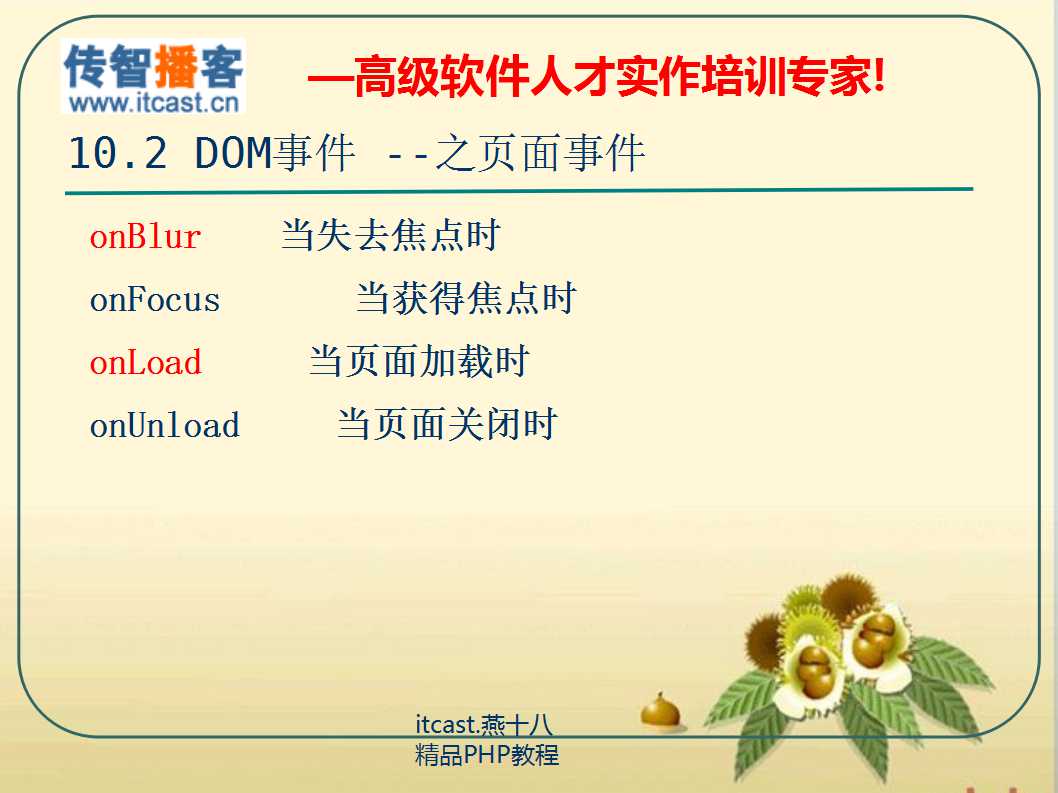 传智播客
www.itcast.cn
—高级软件人才实作培训专家!
10.2 DOM事件 --之页面事件
onBlur 当失去焦点时
onFocus 当获得焦点时
onLoad 当页面加载时
onUnload 当页面关闭时
itcast.燕十八
精品PHP教程